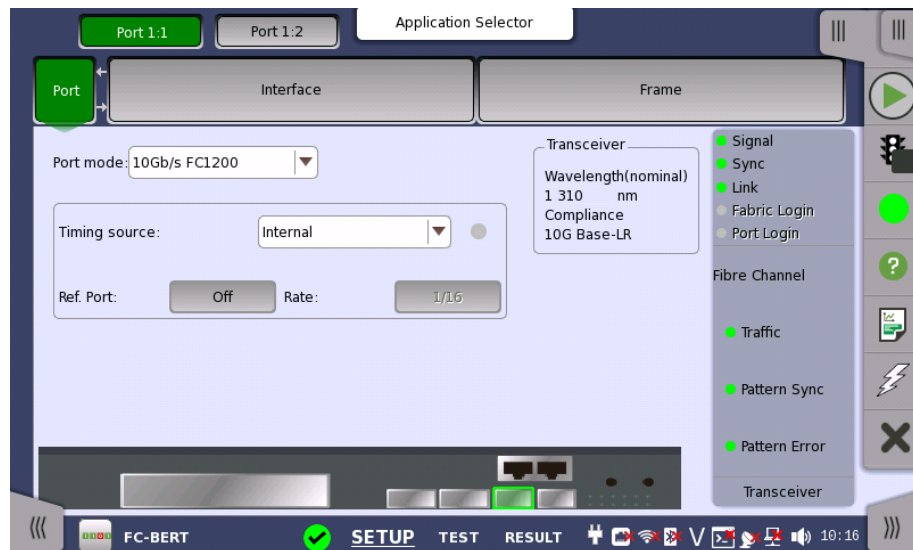 Application Selector
Port 1:1
Port 1:2
Port
Interface
Frame
Port mode:
10Gb/s FC1200
Timing source:
Internal
Ref. Port:
Off
Rate:
1/16
Transceiver
Wavelength(nominal)
1 310 nm
Compliance
10G Base-LR
Signal
Sync
Link
Fabric Login
Port Login
Fibre Channel
Traffic
Pattern Sync
Pattern Error
Transceiver
FC-BERT
SETUP
TEST
RESULT
10:16